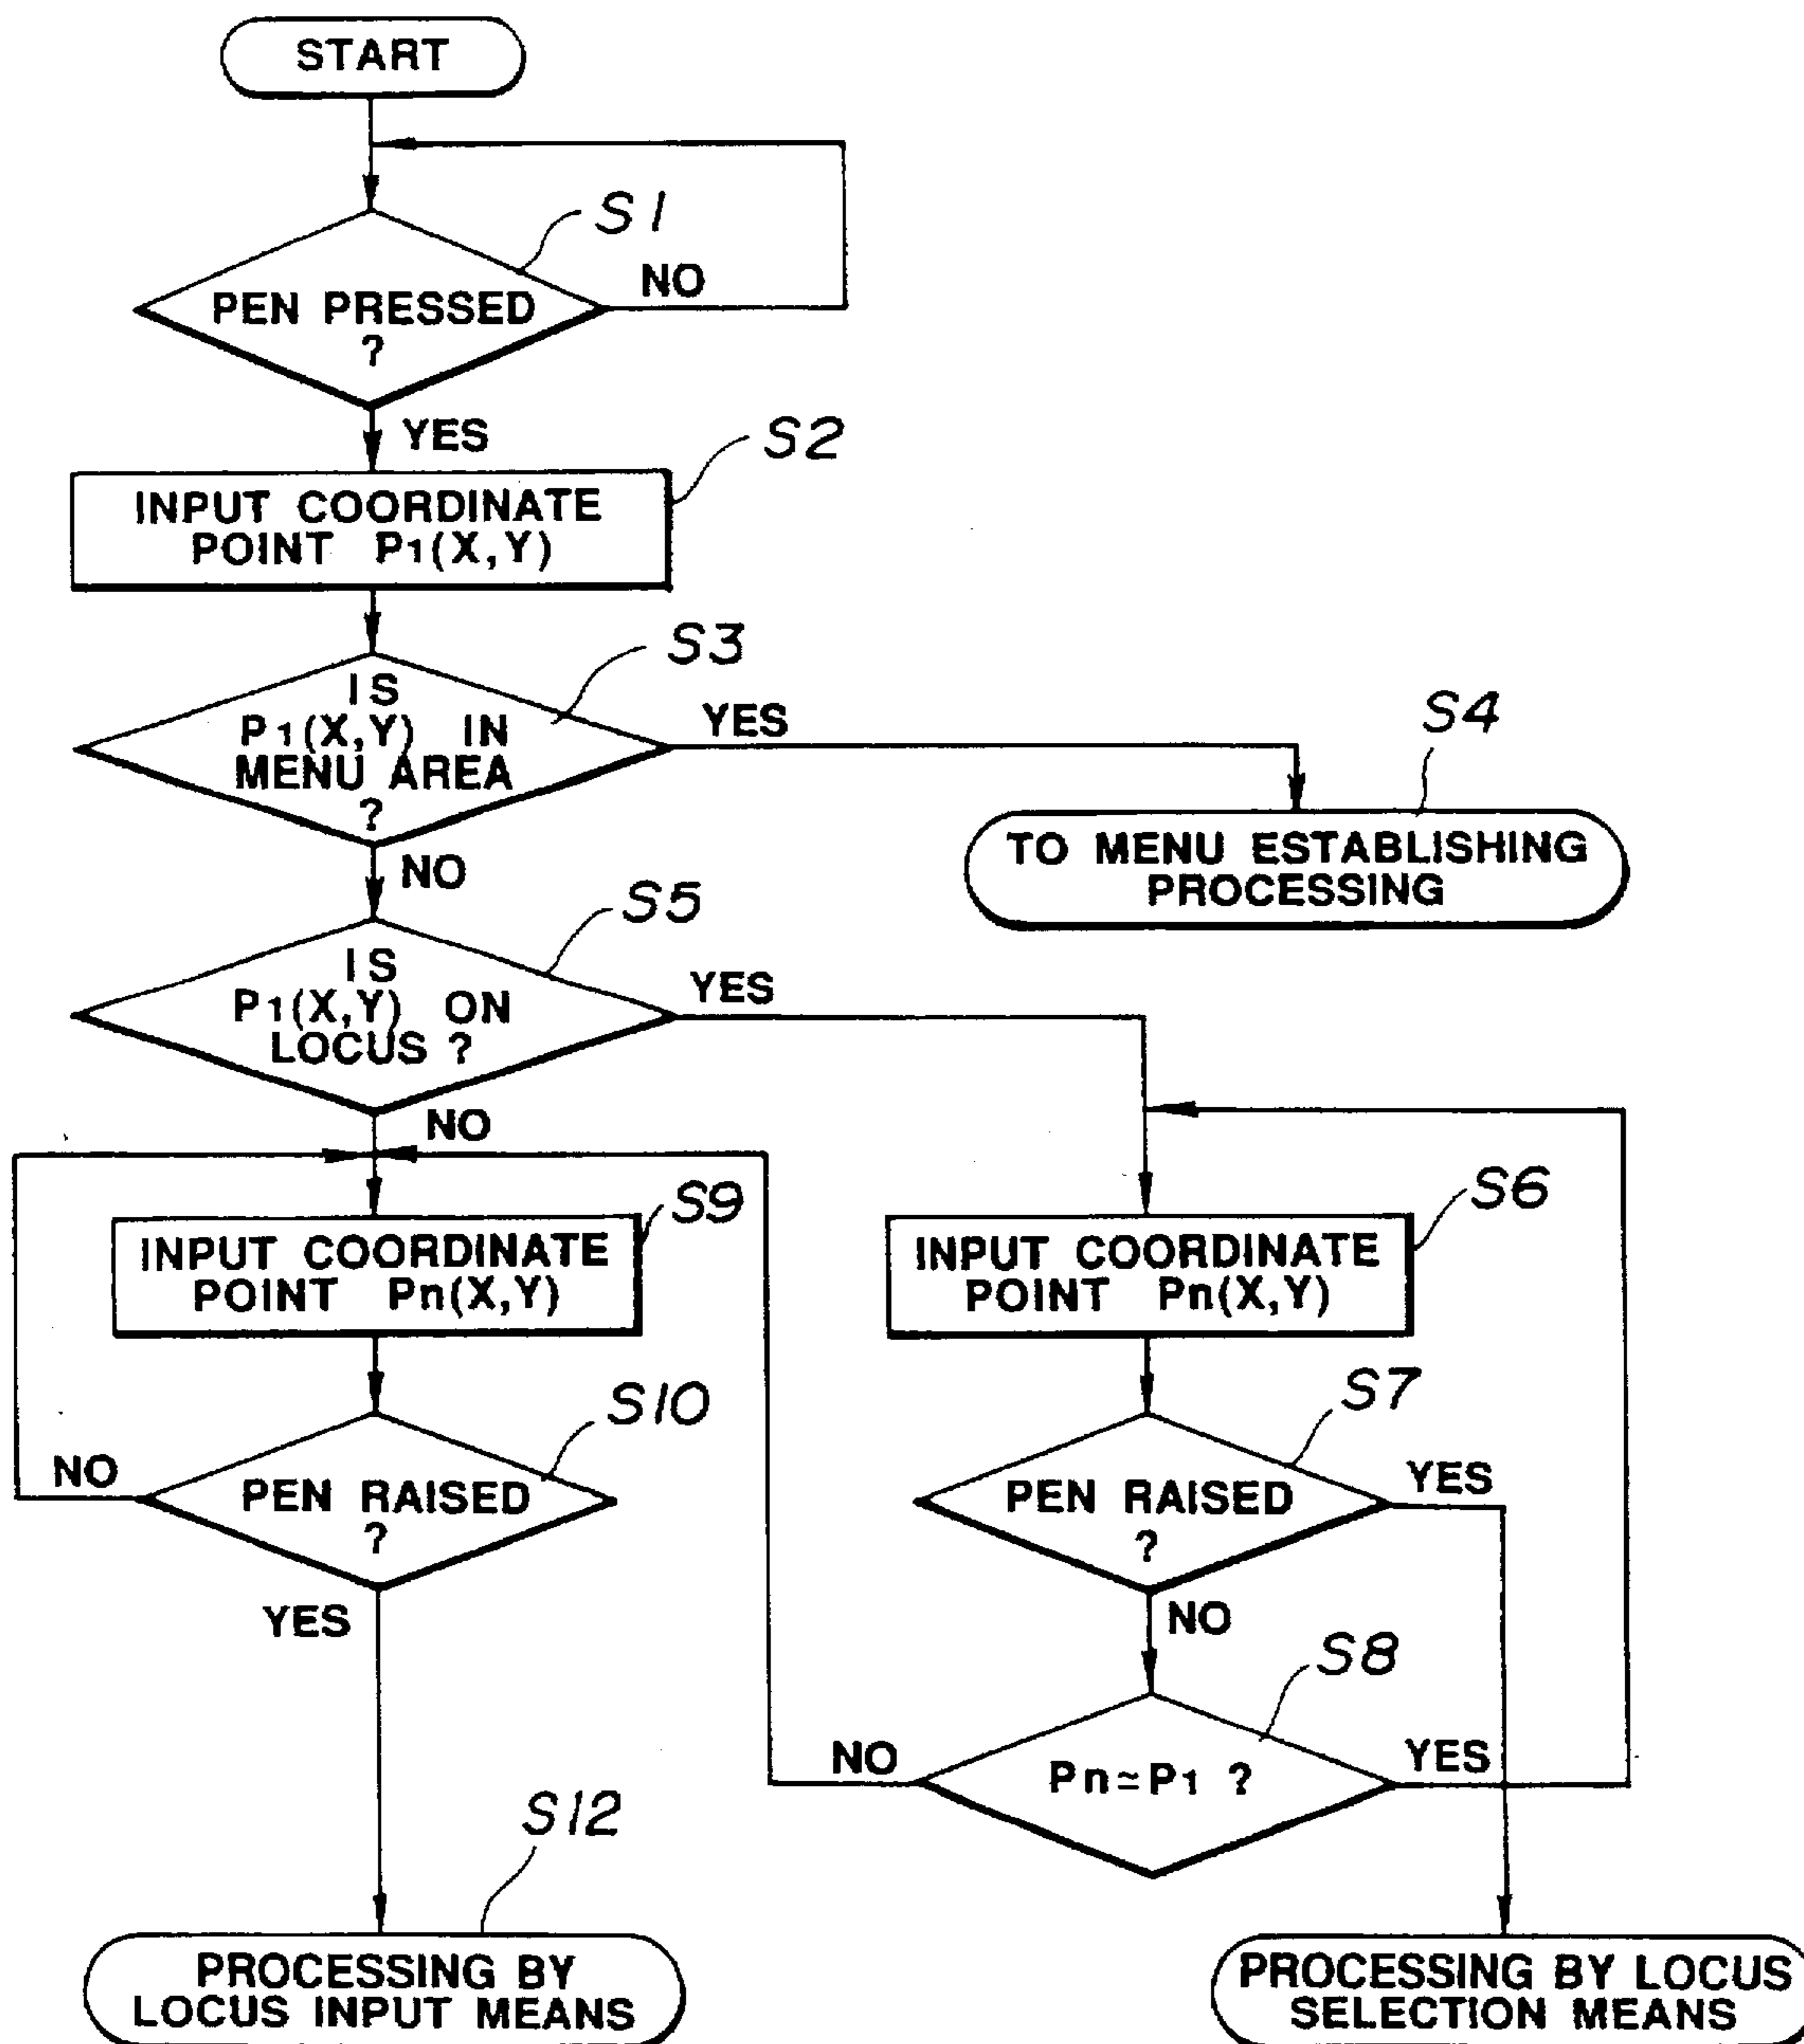 START
S1
PEN PRESSED
?
NO
YES
S2
INPUT COORDINATE
POINT P1(X,Y)
S3
IS
P1(X,Y) IN
MENU AREA
?
YES
NO
S4
TO MENU ESTABLISHING
PROCESSING
S5
IS
P1(X,Y) ON
LOCUS ?
YES
NO
S9
INPUT COORDINATE
POINT Pn(X,Y)
S6
INPUT COORDINATE
POINT Pn(X,Y)
S10
PEN RAISED
?
NO
YES
S7
PEN RAISED
?
YES
NO
S8
Pn≃P1 ?
NO
YES
S12
PROCESSING BY
LOCUS INPUT MEANS
PROCESSING BY LOCUS
SELECTION MEANS